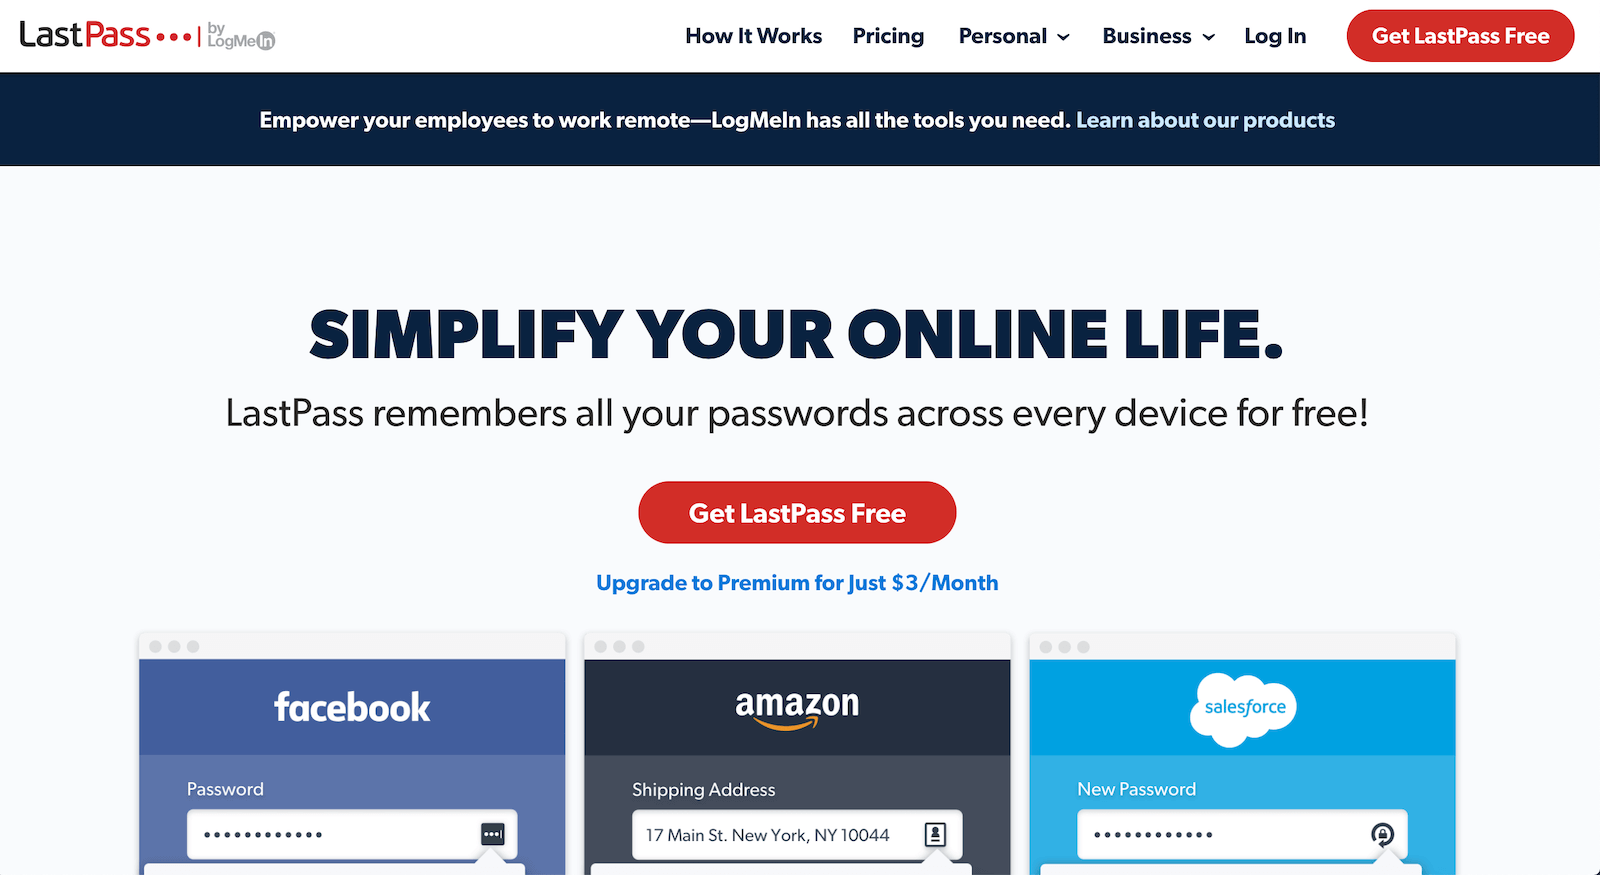 LastPass •••| by LogMeIn
How It Works Pricing Personal Business Log In Get LastPass Free
Empower your employees to work remote—LogMeIn has all the tools you need. Learn about our products
SIMPLIFY YOUR ONLINE LIFE.
LastPass remembers all your passwords across every device for free!
Get LastPass Free
Upgrade to Premium for Just $3/Month
facebook
Password
••••••••••••
amazon
Shipping Address
17 Main St. New York, NY 10044
salesforce
New Password
••••••••••••